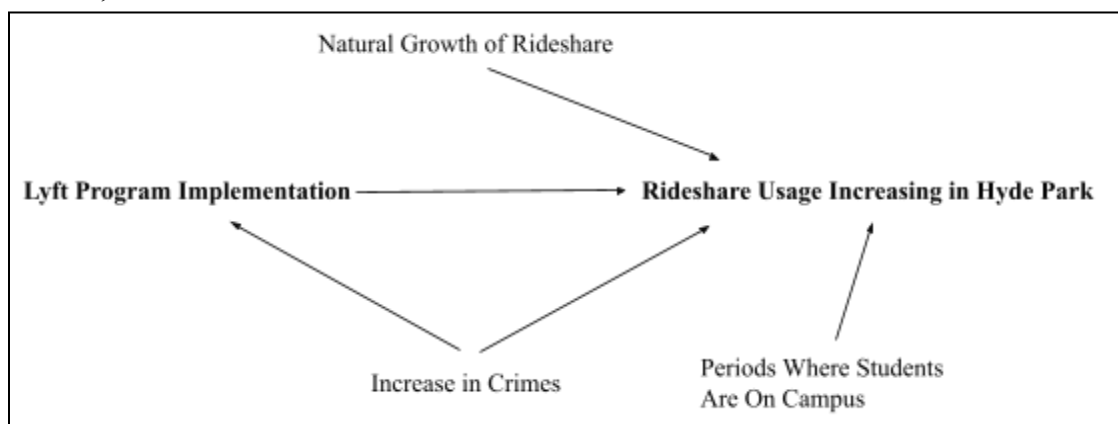 Natural Growth of Rideshare
Lyft Program Implementation
Rideshare Usage Increasing in Hyde Park
Increase in Crimes
Periods Where Students
Are On Campus